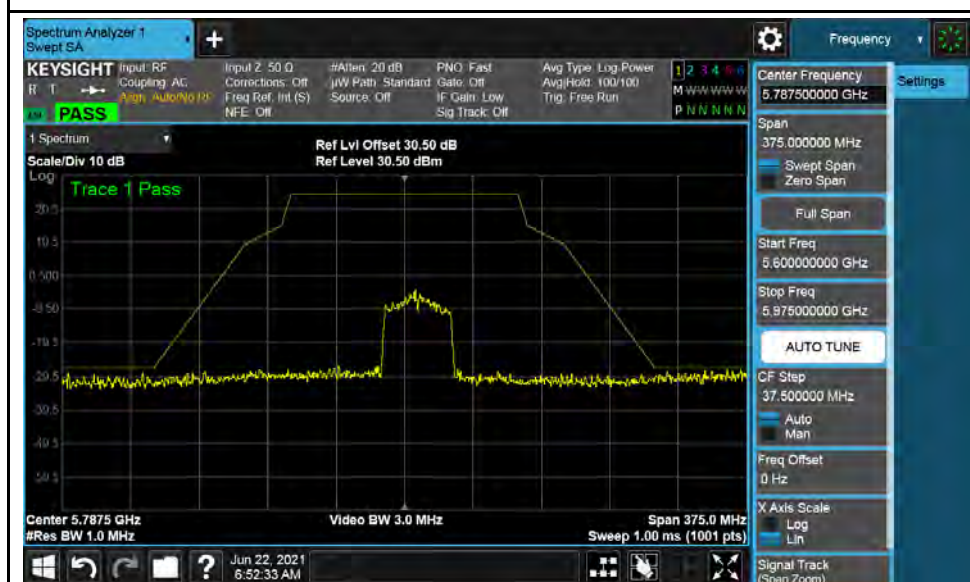 Spectrum Analyzer 1
Swept SA
+
Frequency
KEYSIGHT
Input: RF
Coupling: AC
Align: Auto/No RF
Input Z: 50 Ω
Corrections: Off
Freq Ref: Int (S)
NFE: Off
#Atten: 20 dB
µW Path: Standard
Source: Off
PNO: Fast
Gate: Off
IF Gain: Low
Sig Track: Off
Avg Type: Log-Power
Avg|Hold: 100/100
Trig: Free Run
1 2 3 4 5 6
M W W W W W
P N N N N N
R T
PASS
1 Spectrum
Scale/Div 10 dB
Ref Lvl Offset 30.50 dB
Ref Level 30.50 dBm
Log
Trace 1 Pass
20.5
10.5
0.500
-9.50
-19.5
-29.5
-39.5
-49.5
-59.5
Center 5.7875 GHz
#Res BW 1.0 MHz
Video BW 3.0 MHz
Span 375.0 MHz
Sweep 1.00 ms (1001 pts)
Center Frequency
5.787500000 GHz
Settings
Span
375.000000 MHz
Swept Span
Zero Span
Full Span
Start Freq
5.600000000 GHz
Stop Freq
5.975000000 GHz
AUTO TUNE
CF Step
37.500000 MHz
Auto
Man
Freq Offset
0 Hz
X Axis Scale
Log
Lin
Signal Track
(Span Zoom)
?
Jun 22, 2021
6:52:33 AM